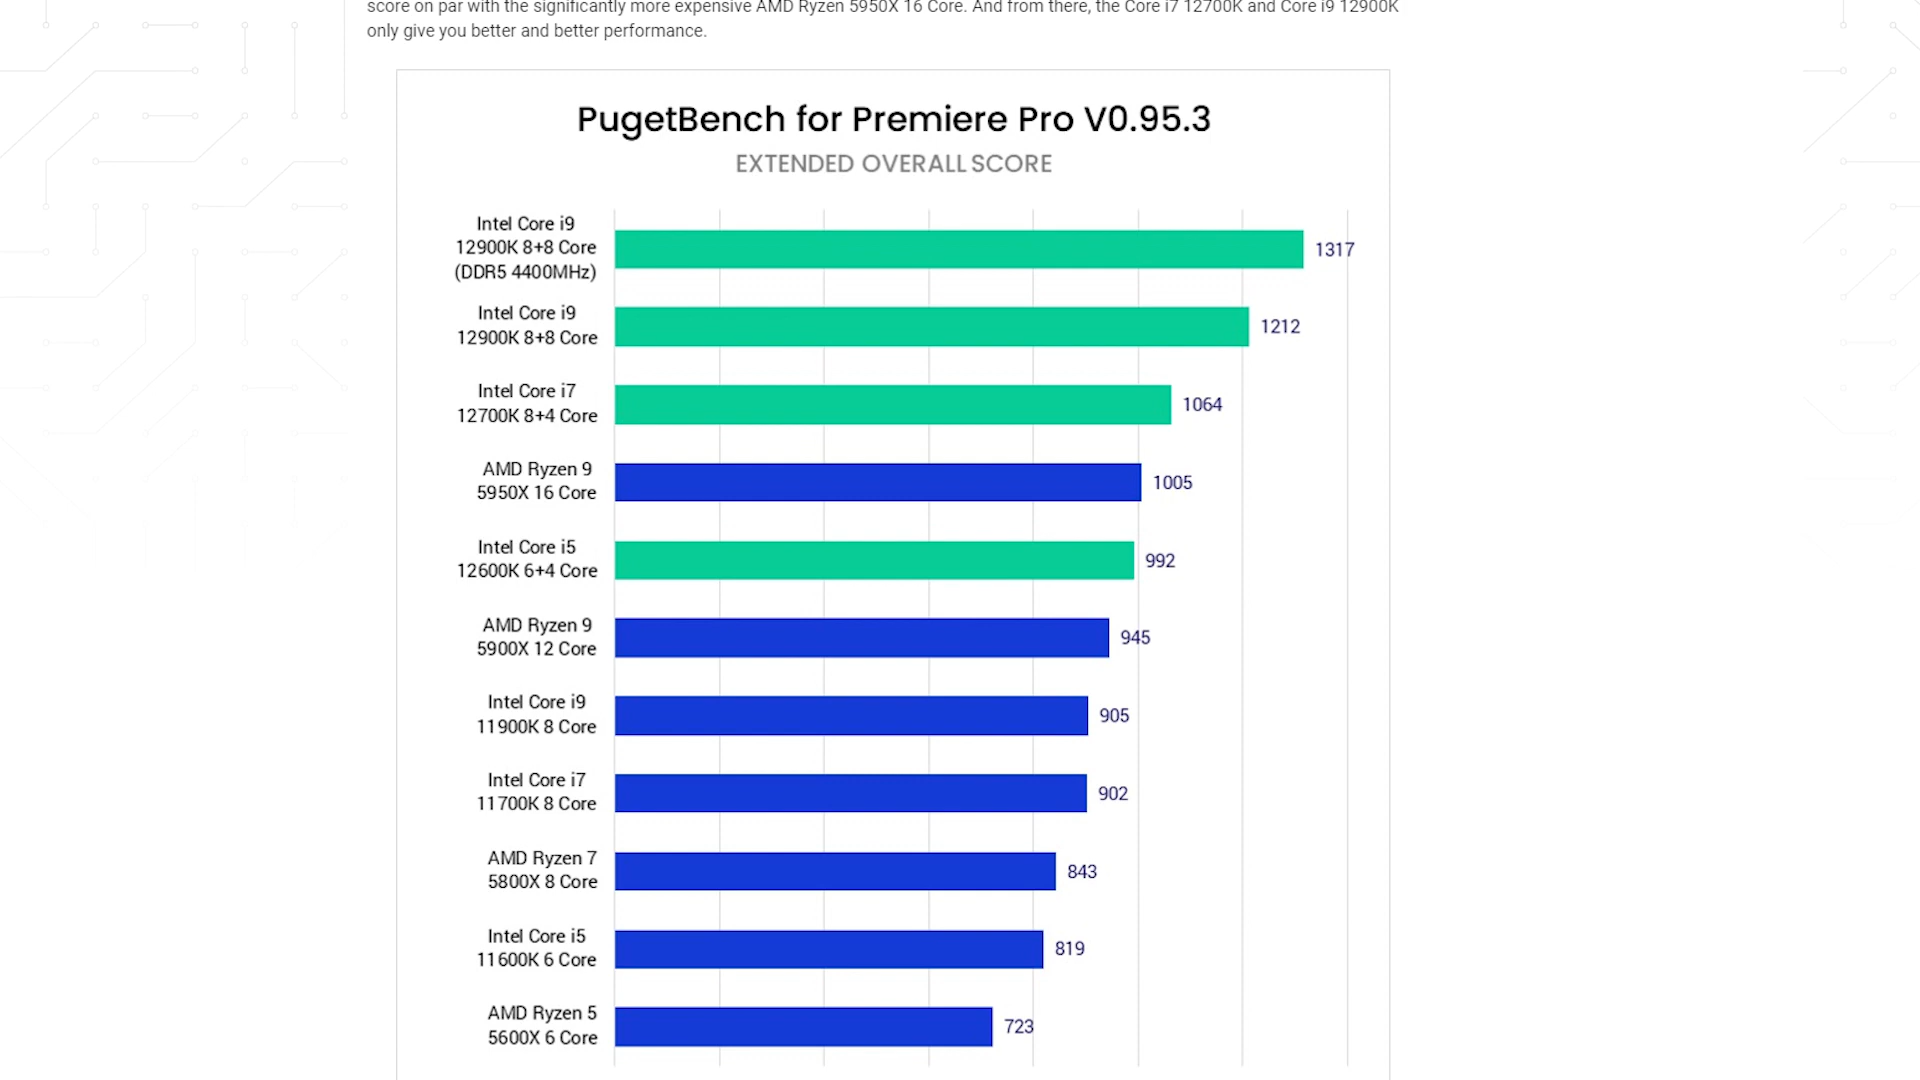 score on par with the significantly more expensive AMD Ryzen 5950X 16 Core. And from there, the Core i7 12700K and Core i9 12900K
only give you better and better performance.
PugetBench for Premiere Pro V0.95.3
EXTENDED OVERALL SCORE
Intel Core i9
12900K 8+8 Core
(DDR5 4400MHz)
1317
Intel Core i9
12900K 8+8 Core
1212
Intel Core i7
12700K 8+4 Core
1064
AMD Ryzen 9
5950X 16 Core
1005
Intel Core i5
12600K 6+4 Core
992
AMD Ryzen 9
5900X 12 Core
945
Intel Core i9
11900K 8 Core
905
Intel Core i7
11700K 8 Core
902
AMD Ryzen 7
5800X 8 Core
843
Intel Core i5
11600K 6 Core
819
AMD Ryzen 5
5600X 6 Core
723